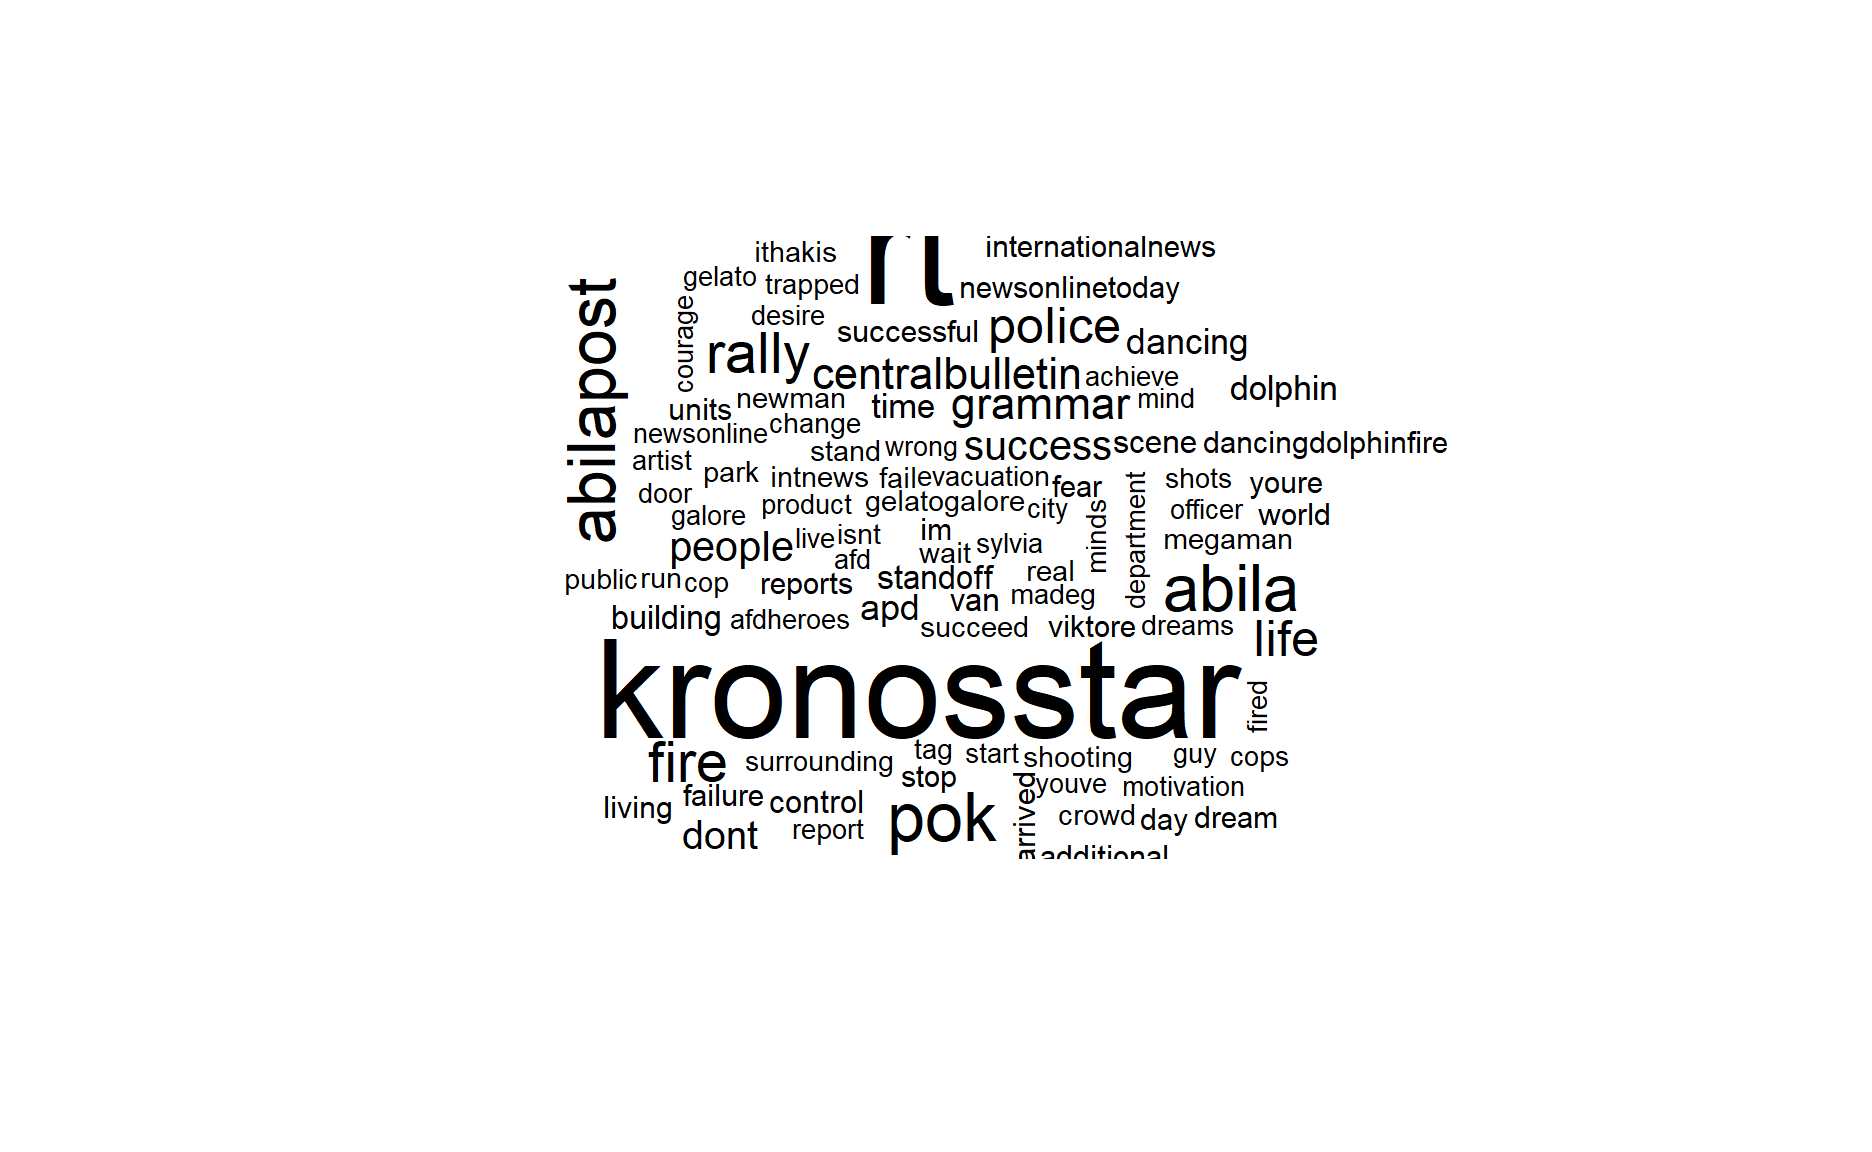 ithakis
rt
internationalnews
gelato
trapped
newsonlinetoday
abilapost
courage
desire
successful
police
dancing
rally
centralbulletin
achieve
dolphin
units
newman
time
grammar
mind
newsonline
change
stand
wrong
success
scene
dancingdolphinfire
artist
park
intnews
fail
evacuation
fear
shots
youre
door
galore
product
gelatogalore
city
minds
department
officer
world
people
live
isnt
im
afd
wait
sylvia
megaman
public
run
cop
reports
standoff
real
madeg
abila
building
afdheroes
apd
van
succeed
viktore
dreams
life
kronosstar
fired
fire
surrounding
tag
start
shooting
guy
cops
stop
living
failure
control
pok
arrived
youve
motivation
dont
report
crowd
day
dream
additional